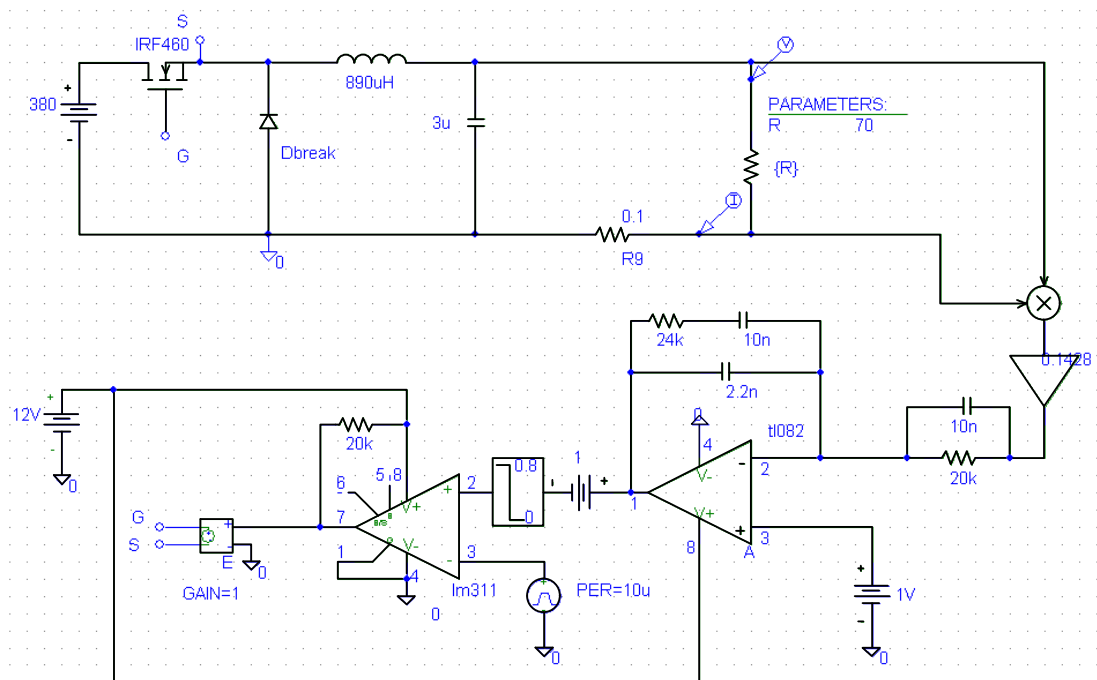 S
IRF460
380
+
-
G
890uH
Dbreak
3u
V
PARAMETERS:
R 70
{R}
I
0.1
R9
0
0.1428
10n
20k
24k
10n
2.2n
0
tl082
4
V-
-
2
1
V+
+
3
8
A
+
1V
-
0
12V
+
-
0
20k
5 8
6
V+
7
B/S
G
1
V-
4
lm311
0
+
2
-
3
0.8
0
1
+
PER=10u
0
G
S
+
-
E
0
GAIN=1